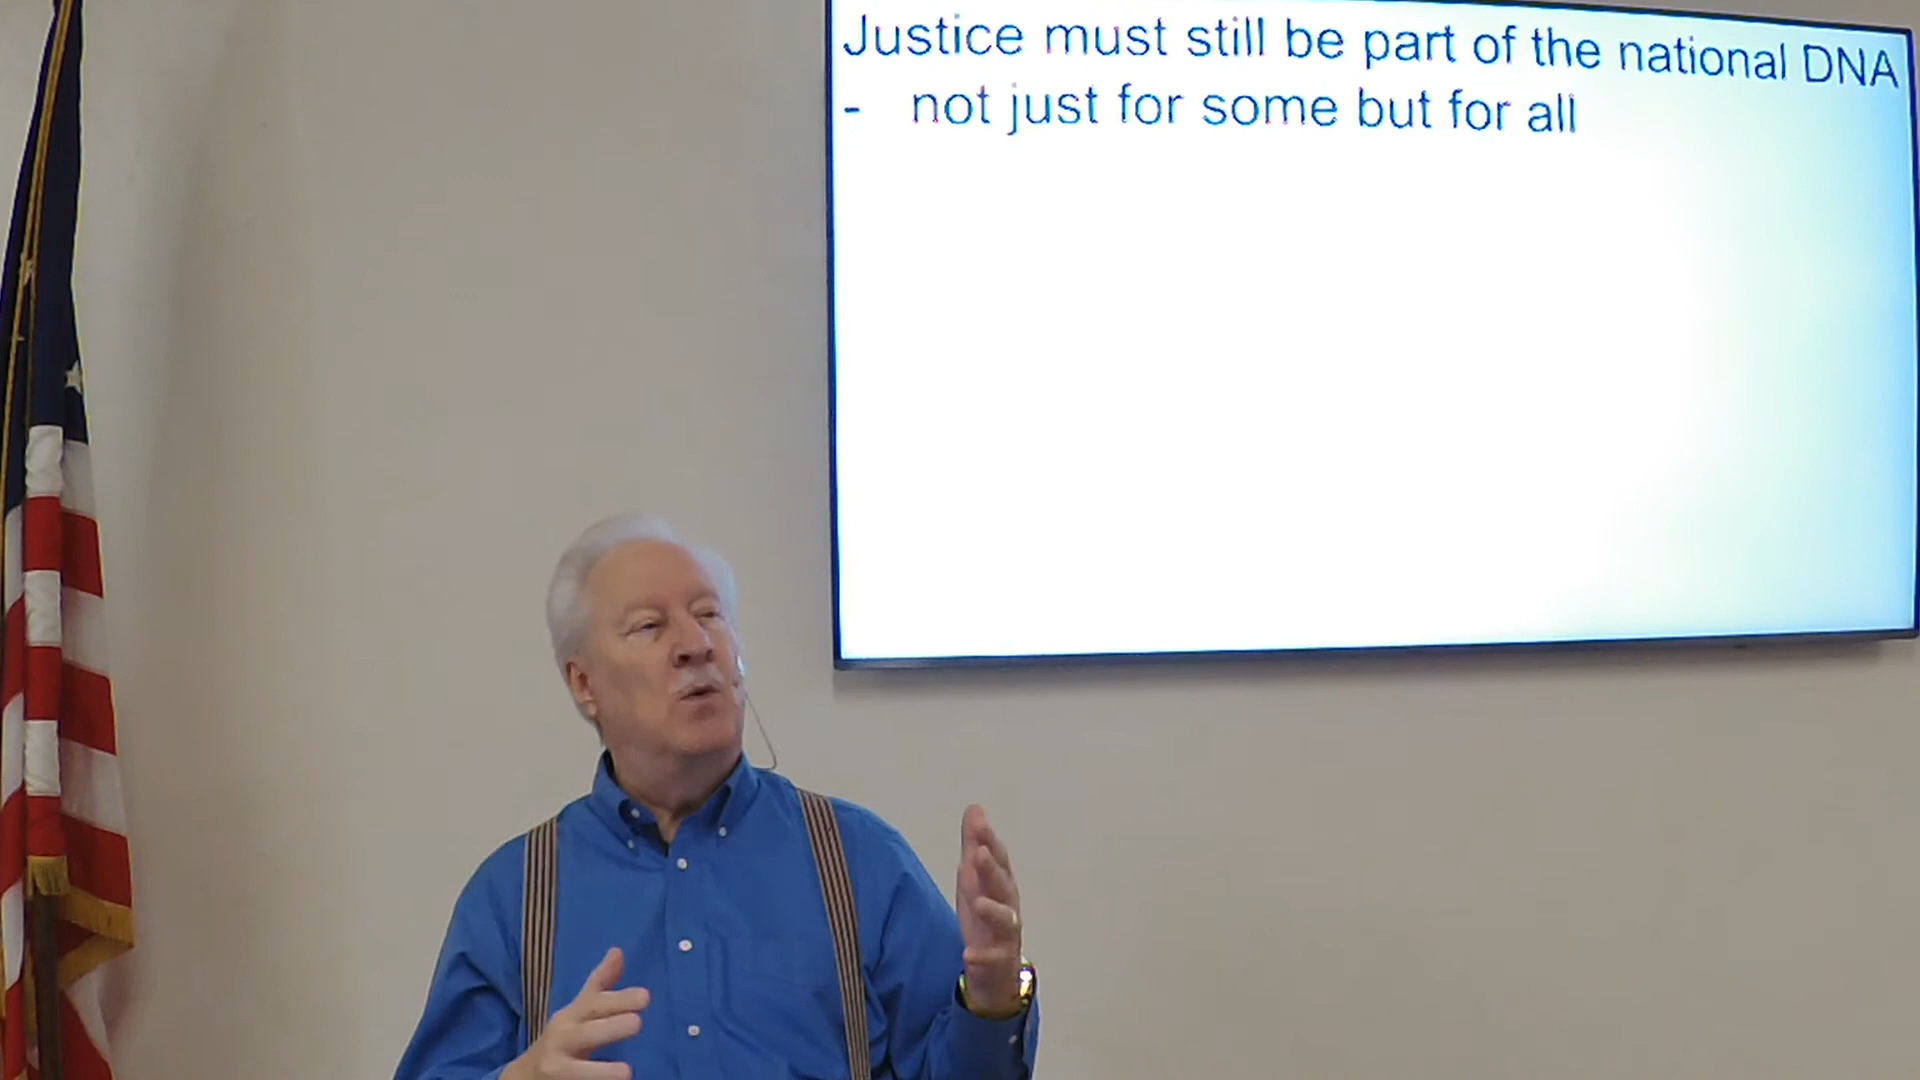 Justice must still be part of the national DNA
- not just for some but for all